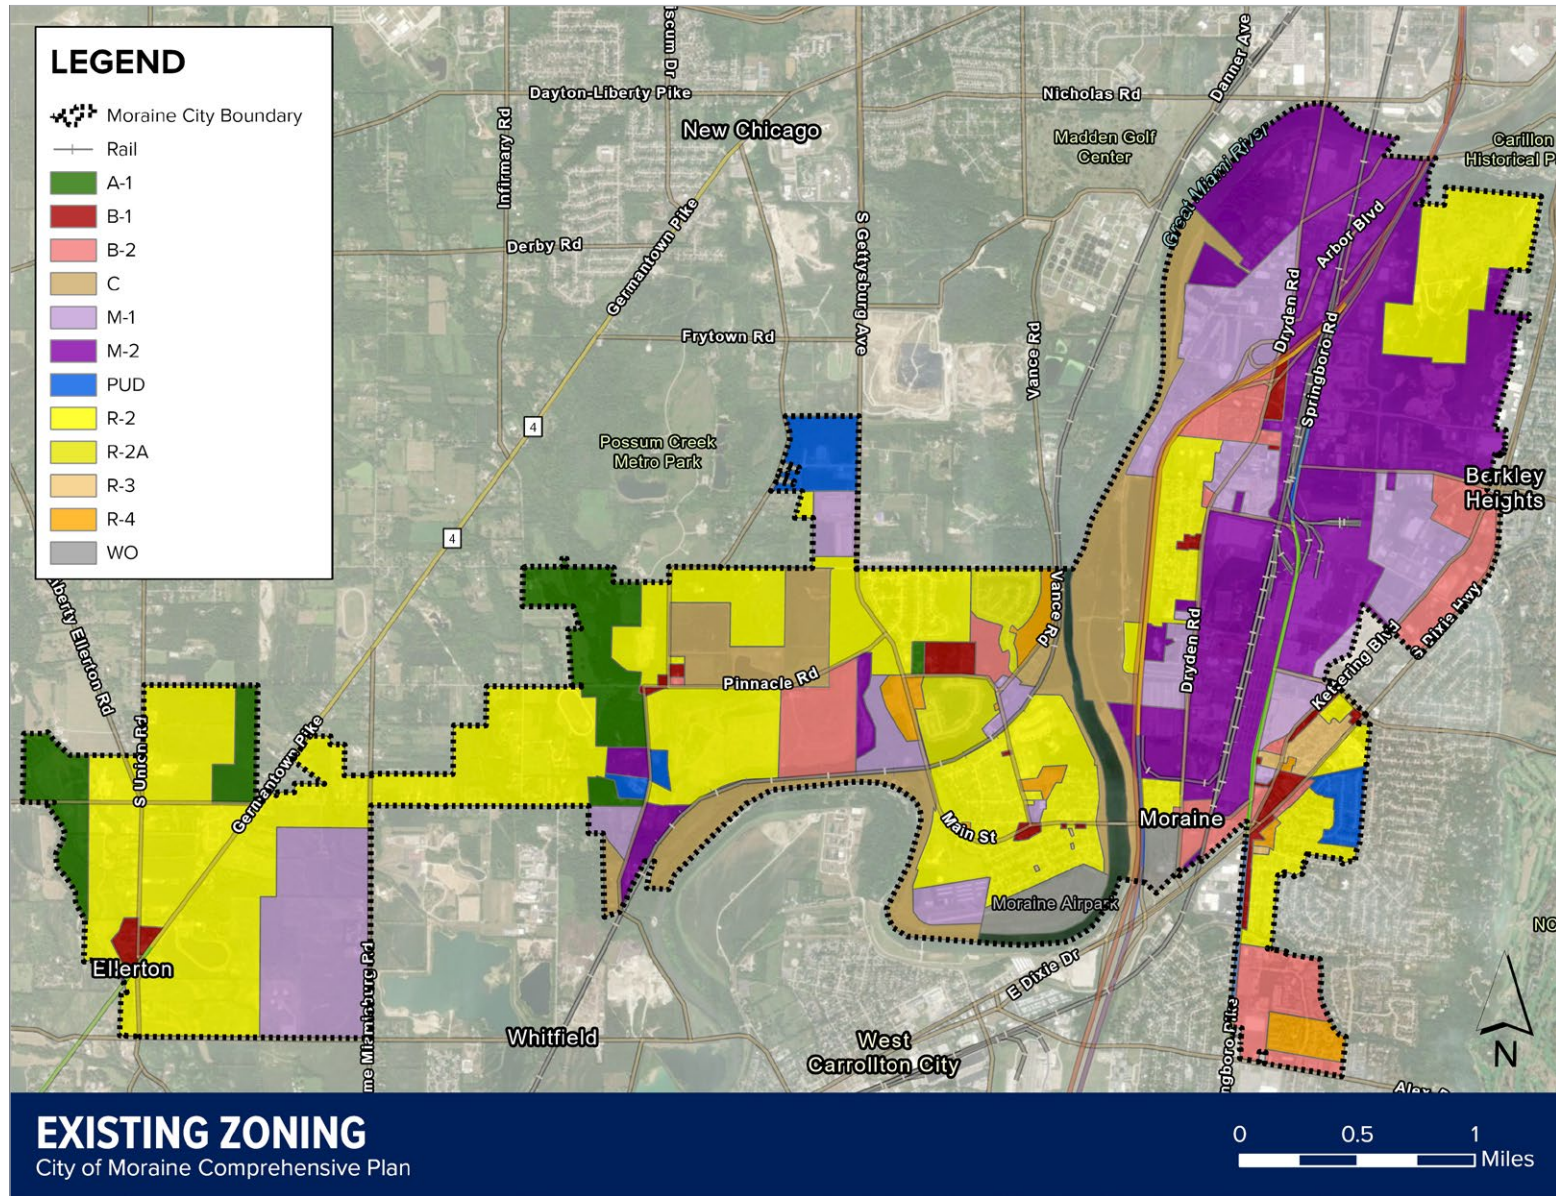 LEGEND
Moraine City Boundary
Rail
A-1
B-1
B-2
C
M-1
M-2
PUD
R-2
R-2A
R-3
R-4
WO
Dayton-Liberty Pike
Nicholas Rd
Danner Ave
New Chicago
Madden Golf
Center
Carillon
Historical
Great Miami River
Infirmary Rd
Germantown Pike
S Gettysburg Ave
Derby Rd
Arbor Blvd
Dryden Rd
Frytown Rd
Vance Rd
Springboro Rd
4
Possum Creek
Metro Park
Berkley
Heights
4
Vance Rd
S Dixie Hwy
Kettering Blvd
Liberty Ellerton Rd
Pinnacle Rd
Dryden Rd
S Union Rd
Germantown Pike
Main St
Moraine
Moraine Airpark
Ellerton
E Dixie Dr
Whitfield
West
Carrollton City
N
EXISTING ZONING
City of Moraine Comprehensive Plan
0 0.5 1
Miles